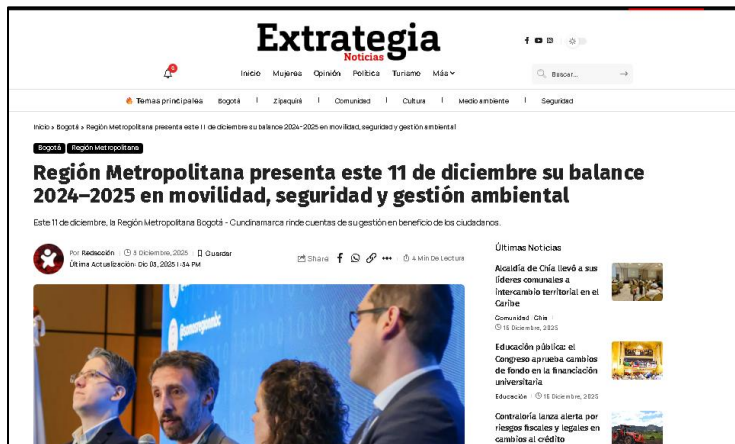 Extrategia
Noticias
Inicio Mujeres Opinión Política Turismo Más
Buscar...
Temas principales Bogotá Zipaquirá Comunidad Cultura Medio ambiente Seguridad
Inicio » Bogotá » Región Metropolitana presenta este 11 de diciembre su balance 2024-2025 en movilidad, seguridad y gestión ambiental
Bogotá Región Metropolitana
Región Metropolitana presenta este 11 de diciembre su balance
2024–2025 en movilidad, seguridad y gestión ambiental
Este 11 de diciembre, la Región Metropolitana Bogotá - Cundinamarca rinde cuentas de su gestión en beneficio de los ciudadanos.
Por Redacción Diciembre, 2025 Guardar
Última Actualización: Dic 1:34 PM
Share 4 Min De Lectura
Últimas Noticias
Alcaldía de Chía llevó a sus
líderes comunales a
intercambio territorial en el
Caribe
Comunidad Chía
15 Diciembre, 2025
Educación pública: el
Congreso aprueba cambios
de fondo en la financiación
universitaria
Educación 15 Diciembre, 2025
Contraloría lanza alerta por
riesgos fiscales y legales en
cambios al crédito